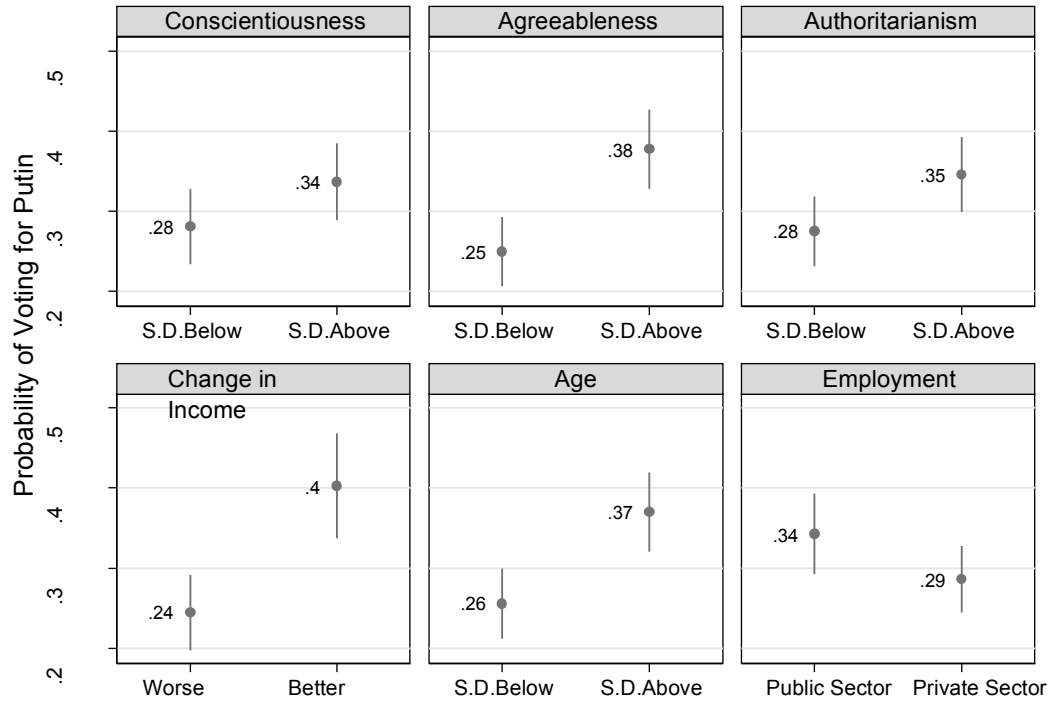 Conscientiousness Agreeableness Authoritarianism
Probability of Voting for Putin
.5
.4
.3
.2
.28 .34
.25 .38
.28 .35
S.D.Below S.D.Above S.D.Below S.D.Above S.D.Below S.D.Above
Change in
Income
Age Employment
.5
.4
.3
.2
.24 .4
.26 .37
.34 .29
Worse Better S.D.Below S.D.Above Public Sector Private Sector